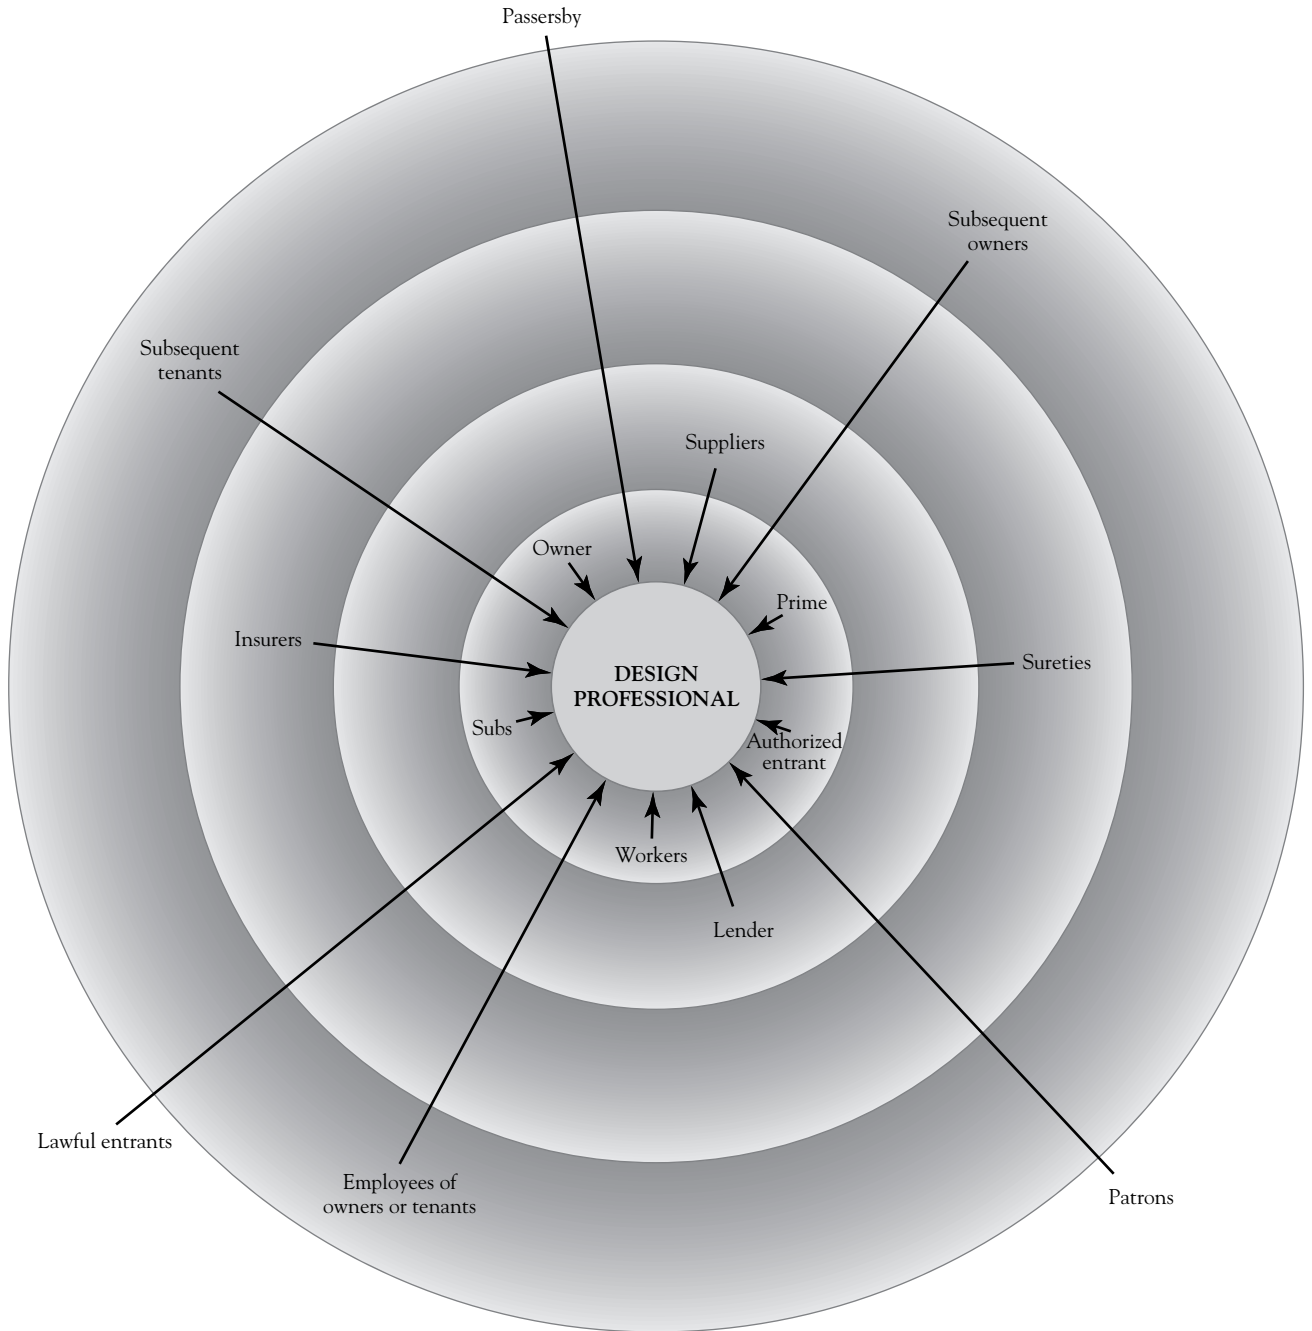 Passersby
Subsequent
owners
Subsequent
tenants
Suppliers
Owner
Prime
Insurers
Sureties
DESIGN
PROFESSIONAL
Subs
Authorized
entrant
Workers
Lender
Lawful entrants
Employees of
owners or tenants
Patrons